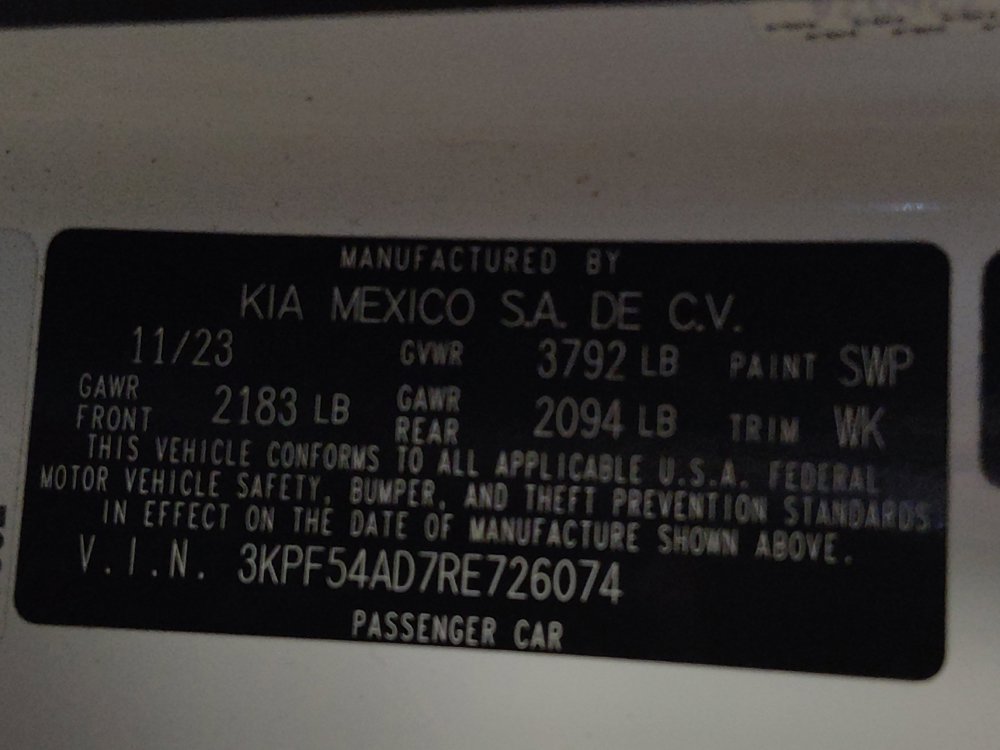 MANUFACTURED BY
KIA MEXICO S.A. DE C.V.
11/23 GVWR 3792 LB PAINT SWP
GAWR FRONT 2183 LB GAWR REAR 2094 LB TRIM WK
THIS VEHICLE CONFORMS TO ALL APPLICABLE U.S.A. FEDERAL
MOTOR VEHICLE SAFETY, BUMPER, AND THEFT PREVENTION STANDARDS
IN EFFECT ON THE DATE OF MANUFACTURE SHOWN ABOVE.
V.I.N. 3KPF54AD7RE726074
PASSENGER CAR